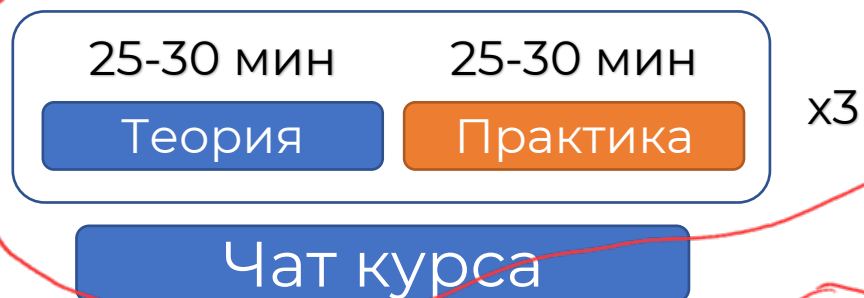 25-30 мин 25-30 мин
Теория Практика
x3
Чат курса